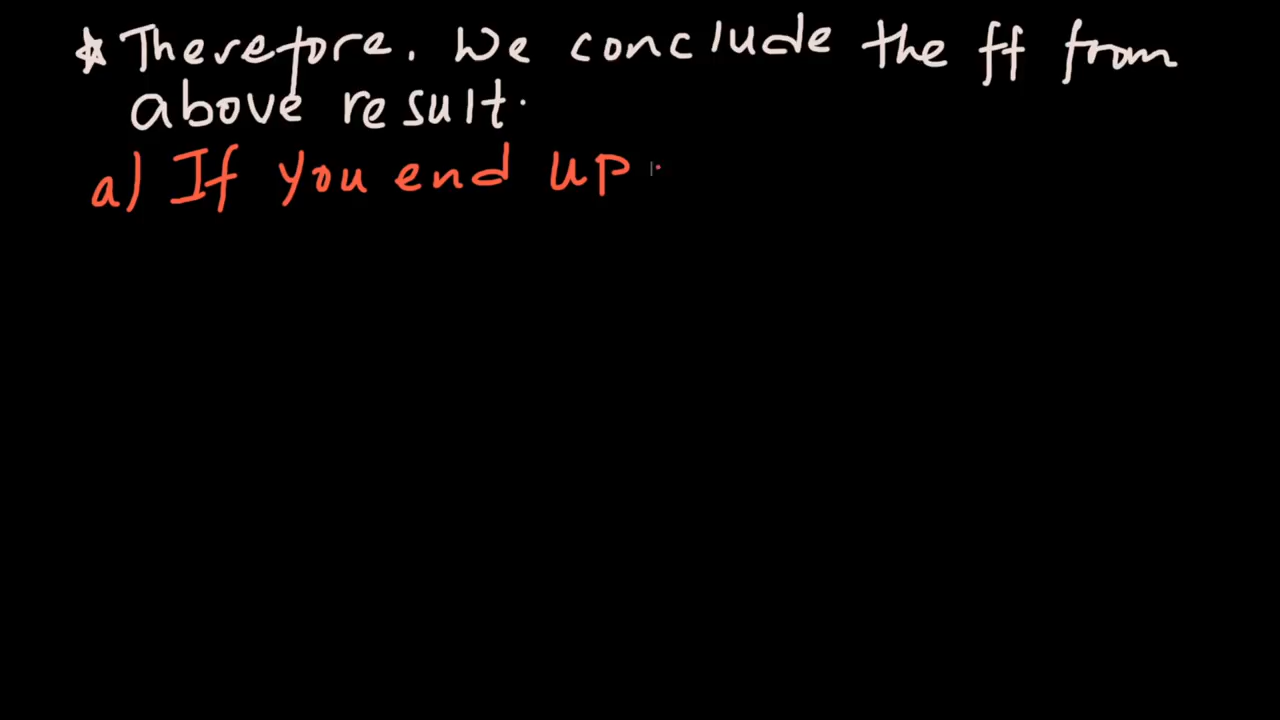 * Therefore. We conclude the ff from
above result.
a) If you end up